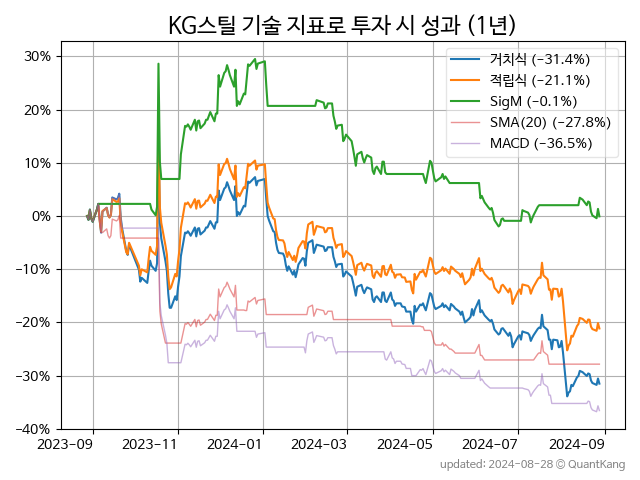 KG스틸 기술 지표로 투자 시 성과 (1년)
거치식 (−31.4%)
적립식 (−21.1%)
SigM (−0.1%)
SMA(20) (−27.8%)
MACD (−36.5%)
30%
20%
10%
0%
−10%
−20%
−30%
−40%
2023-09 2023-11 2024-01 2024-03 2024-05 2024-07 2024-09
updated: 2024-08-28 © QuantKang